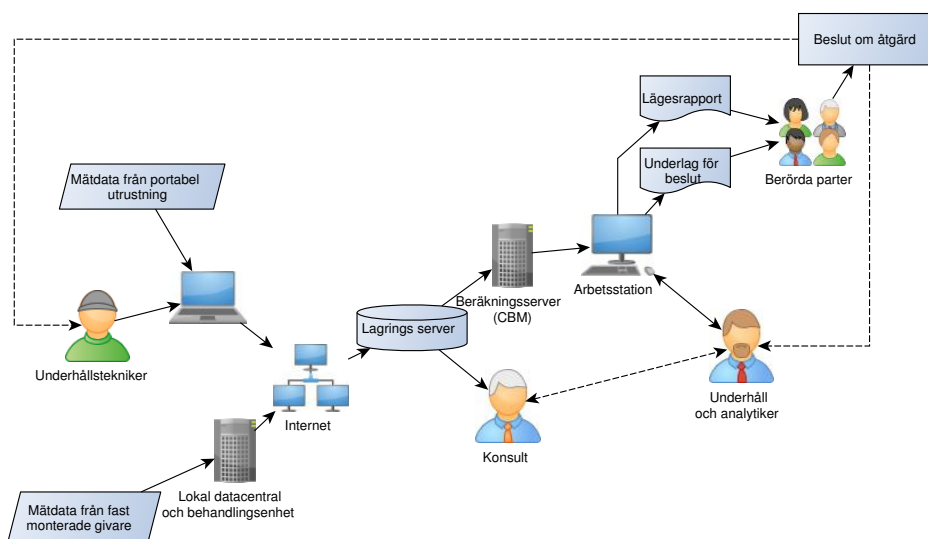 Beslut om åtgärd
Lägesrapport
Underlag för
beslut
Berörda parter
Mätdata från portabel
utrustning
Arbetsstation
Beräkningsserver
(CBM)
Lagrings server
Underhållstekniker
Internet
Underhåll
och analytiker
Konsult
Lokal datacentral
och behandlingsenhet
Mätdata från fast
monterade givare